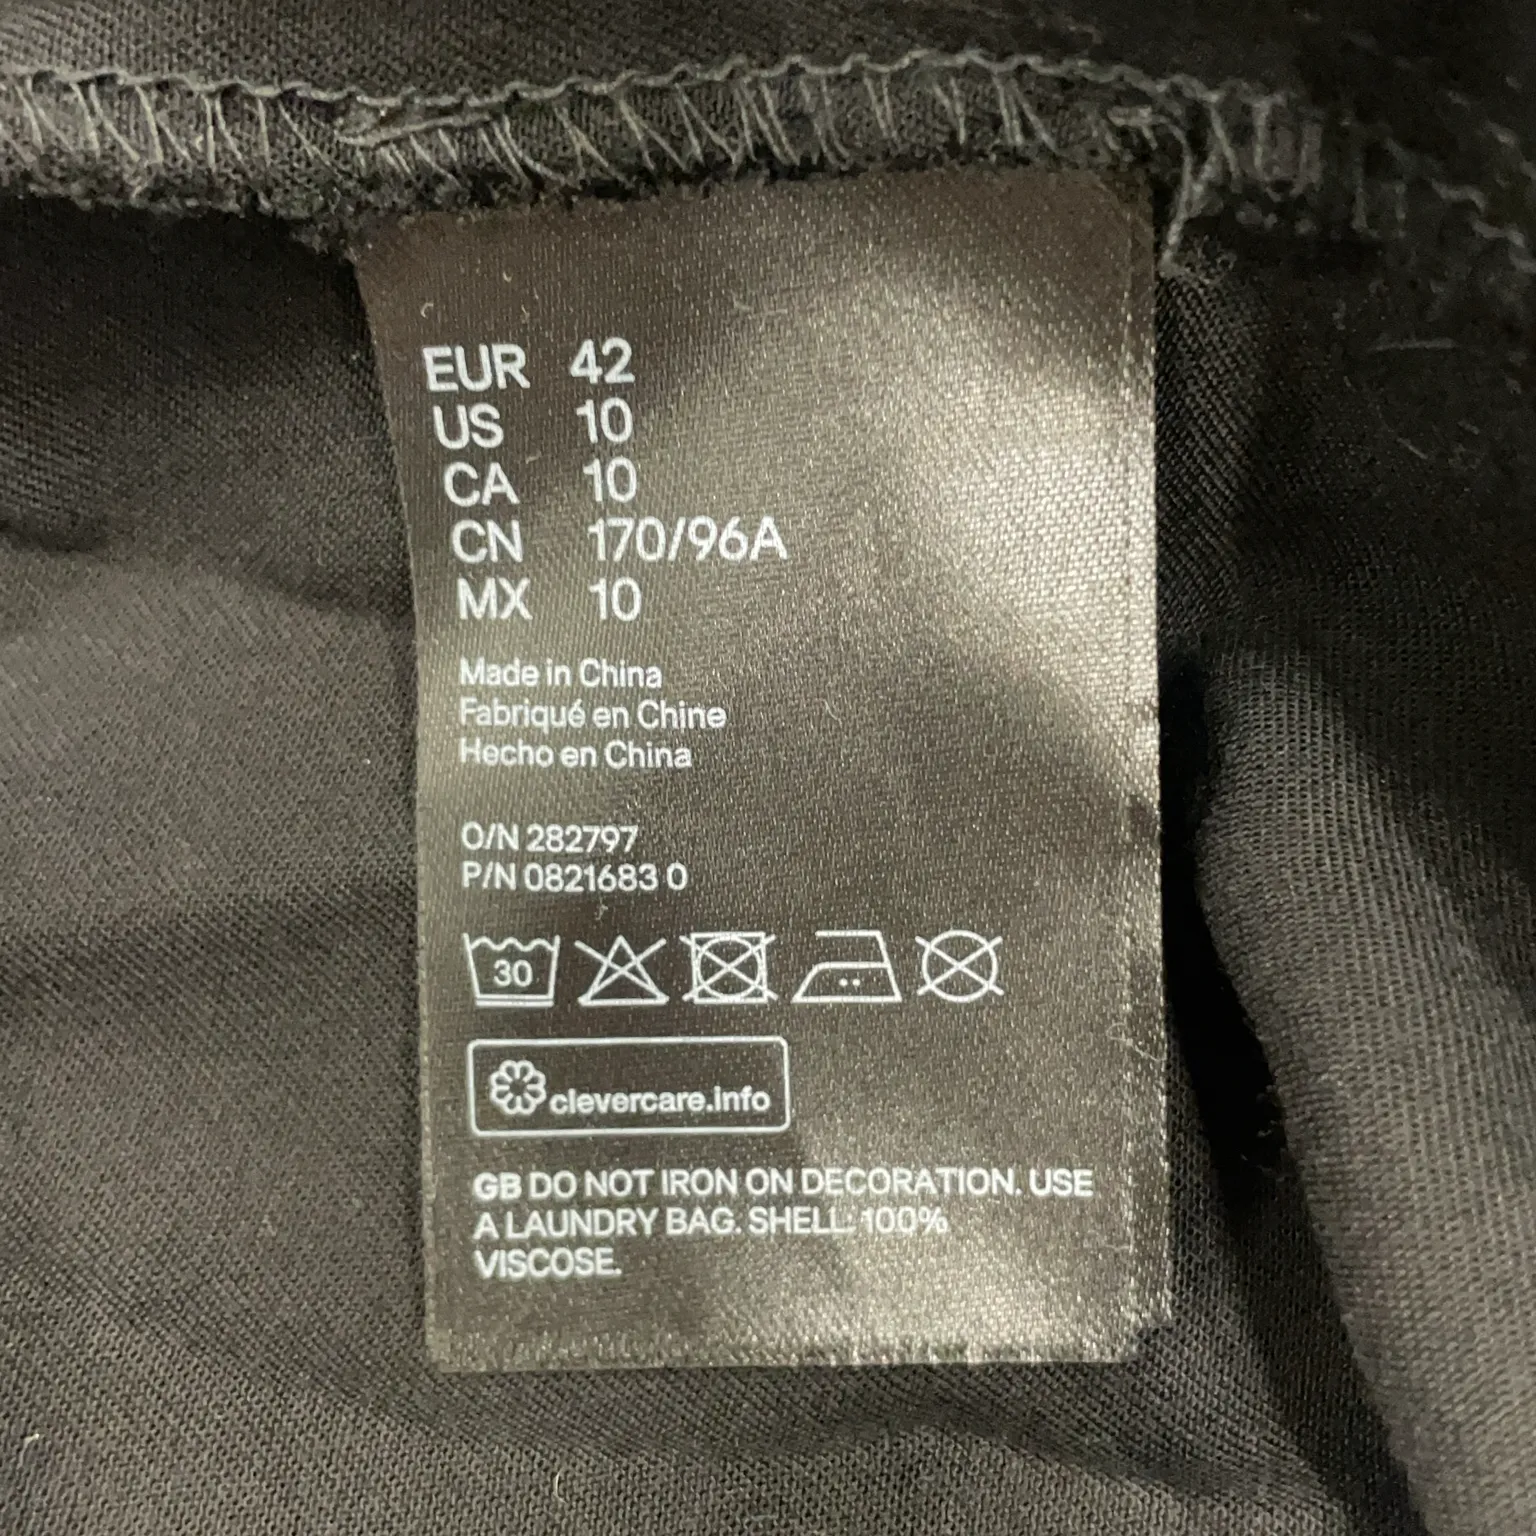 EUR 42
US 10
CA 10
CN 170/96A
MX 10
Made in China
Fabriqué en Chine
Hecho en China
O/N 282797
P/N 0821683 0
30
clevercare.info
GB DO NOT IRON ON DECORATION. USE
A LAUNDRY BAG. SHELL: 100%
VISCOSE.